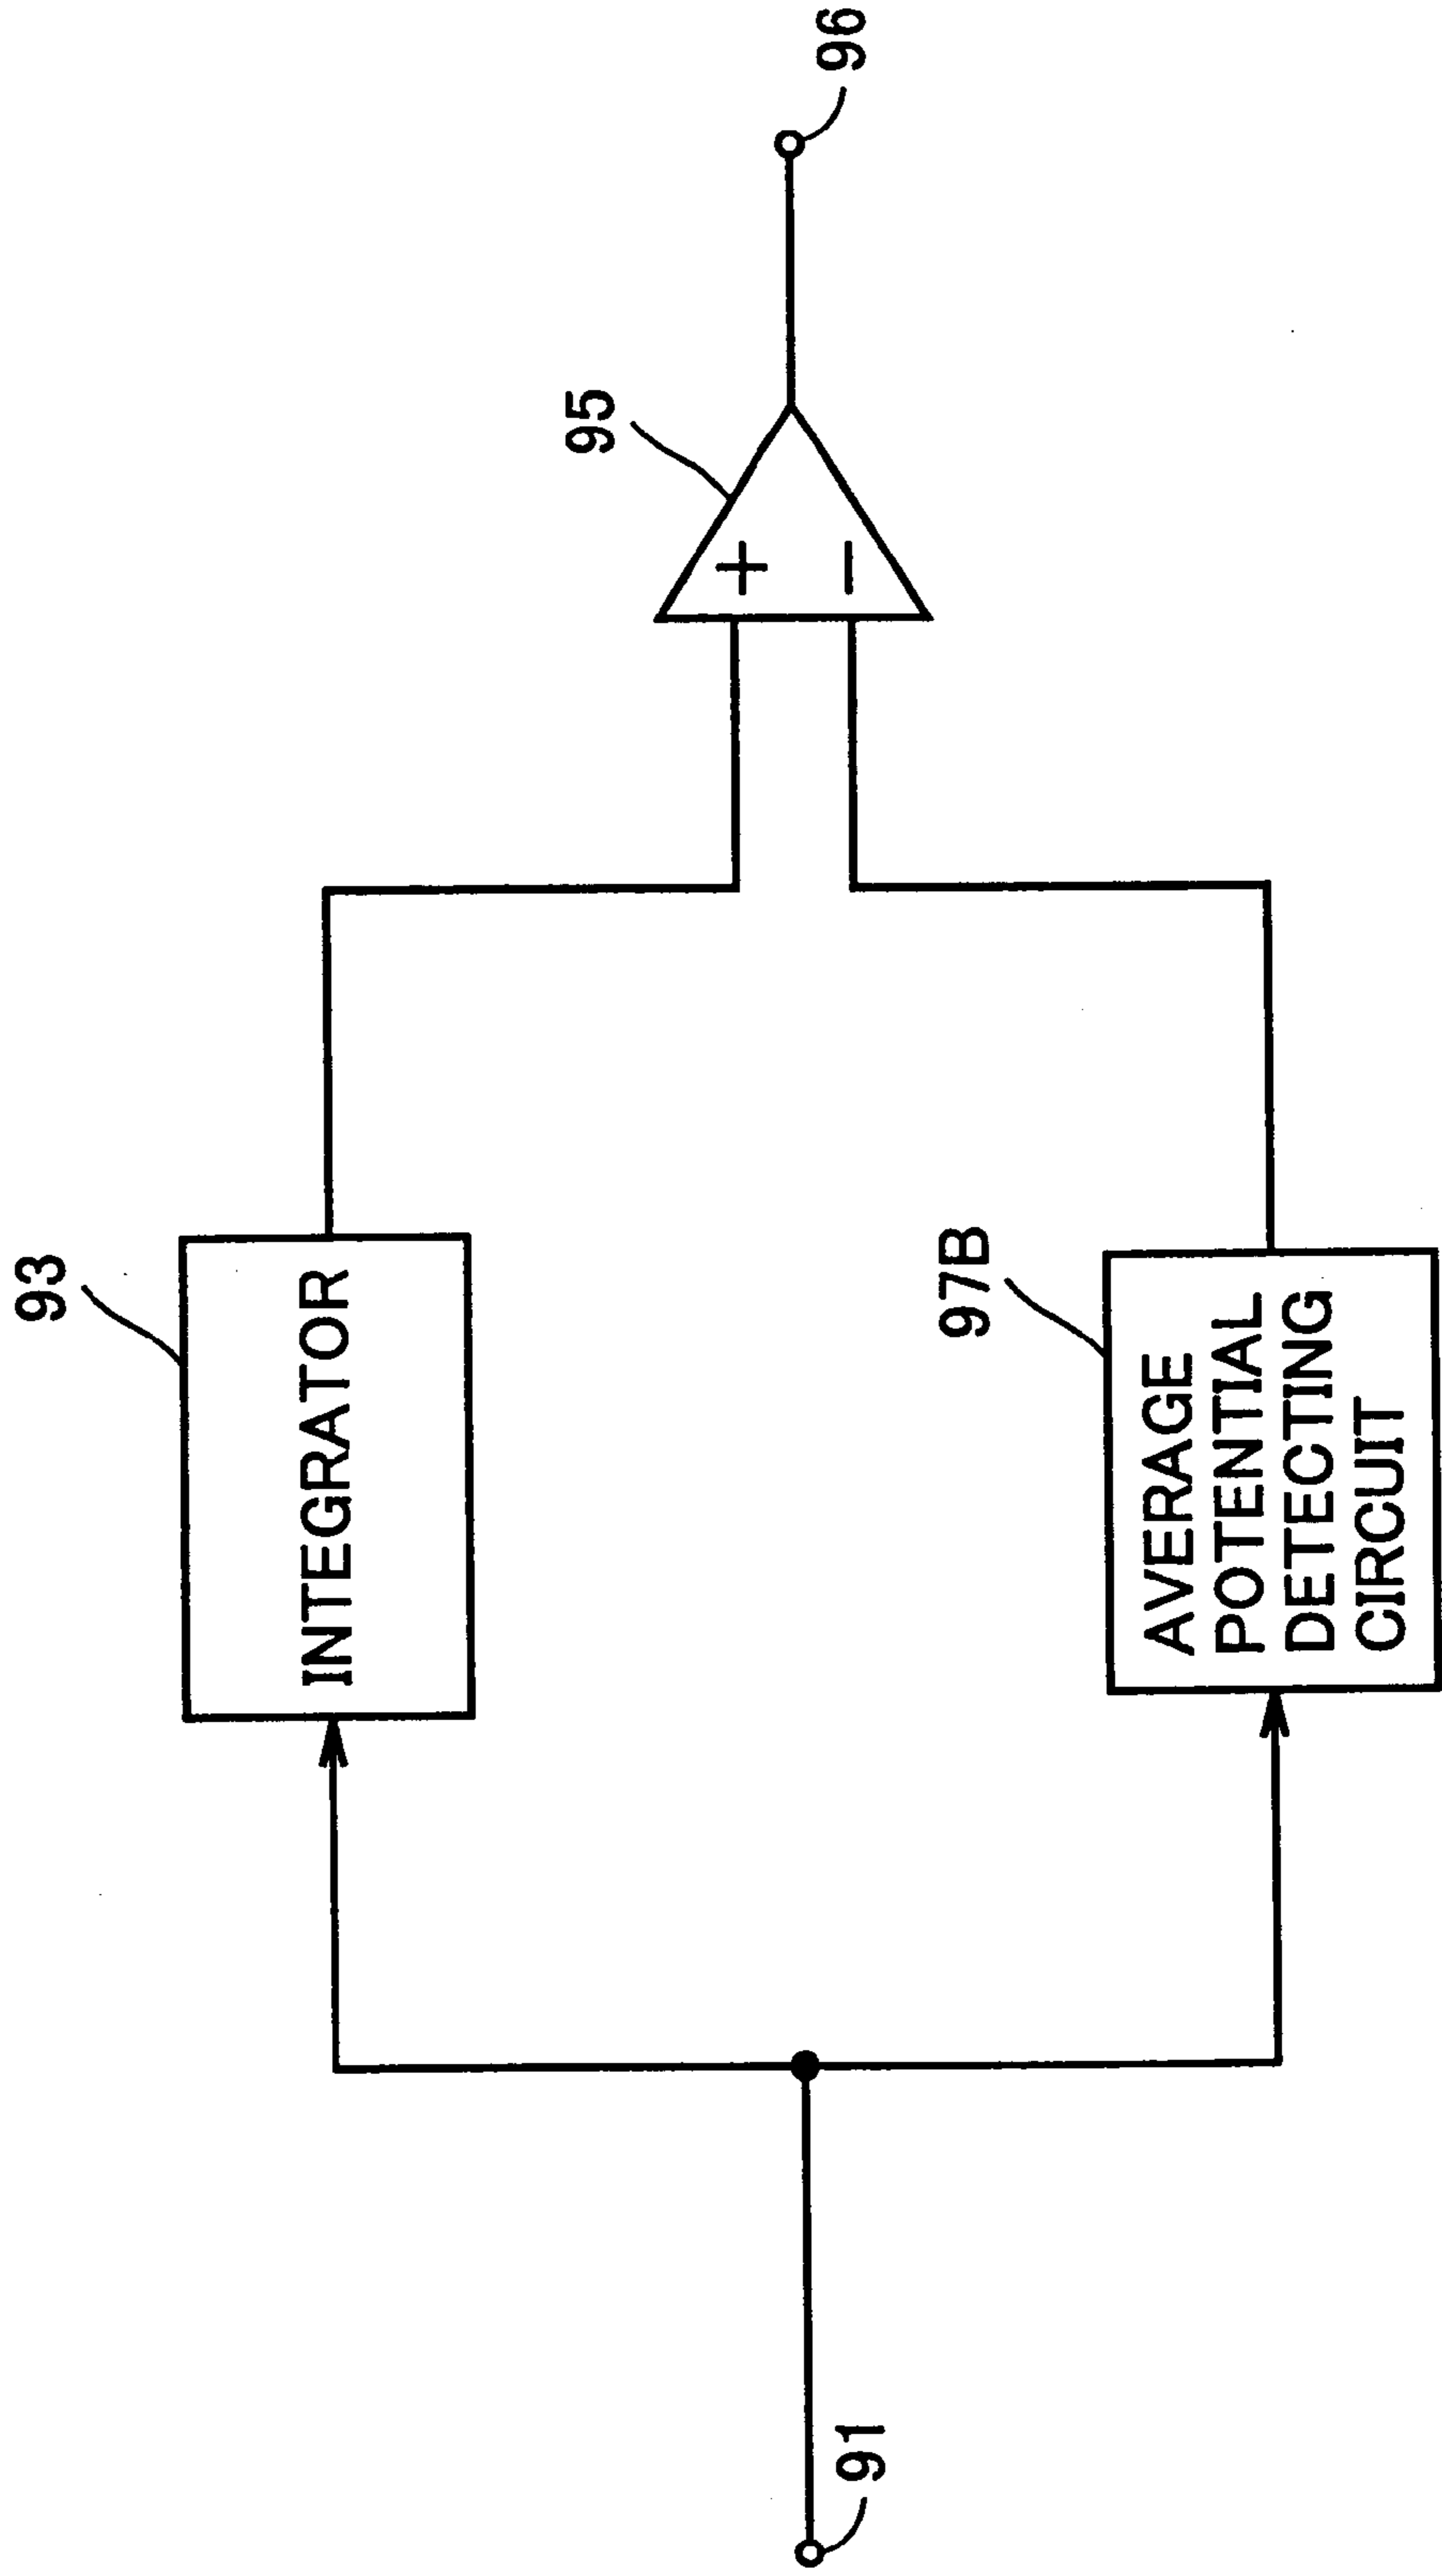 93
INTEGRATOR
95
96
91
97B
AVERAGE
POTENTIAL
DETECTING
CIRCUIT
+
−